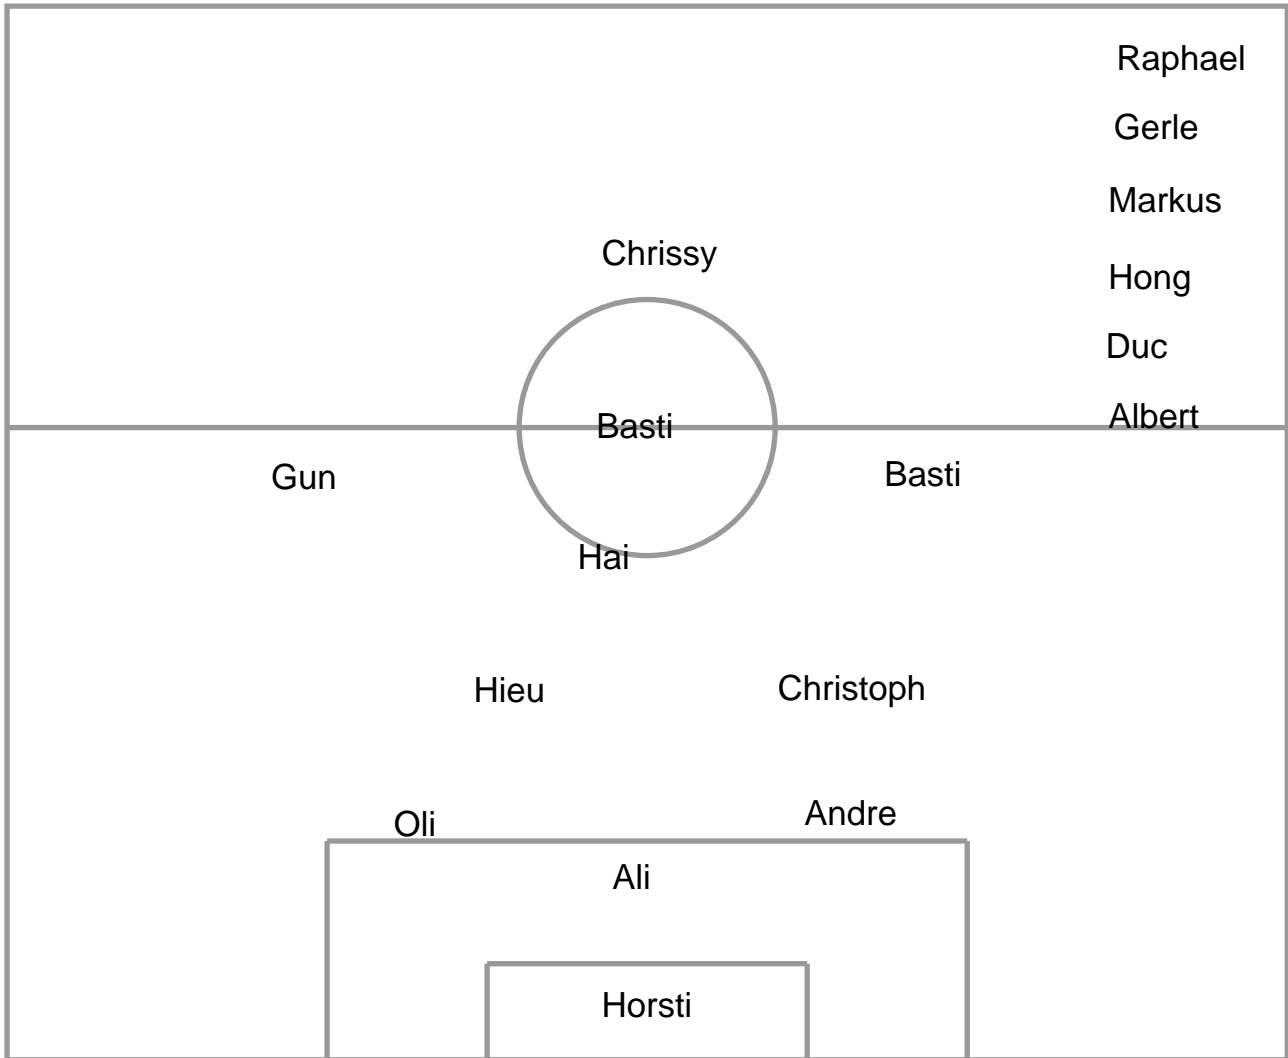 Raphael
Gerle
Markus
Chrissy
Hong
Duc
Albert
Basti
Gun
Basti
Hai
Hieu
Christoph
Oli
Andre
Ali
Horsti